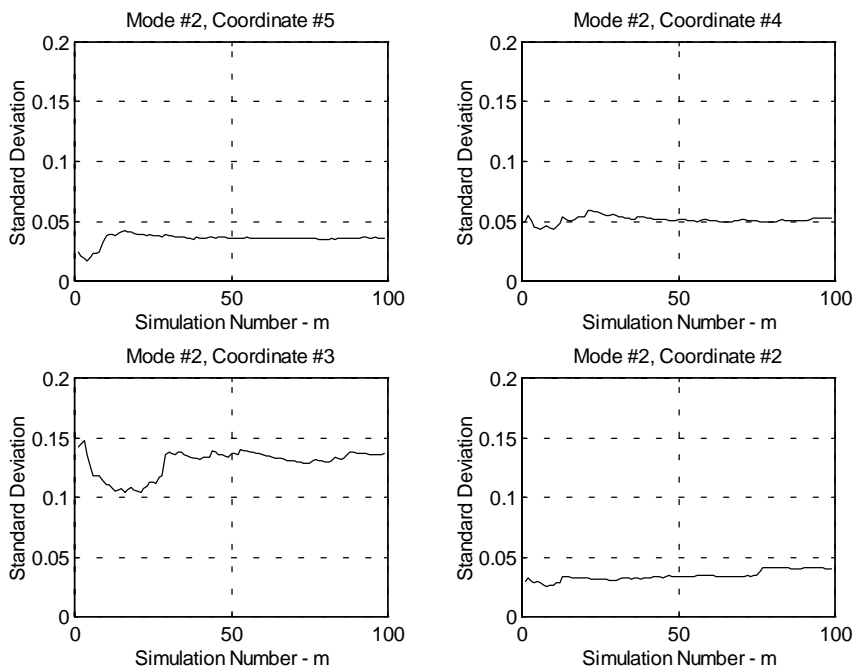 Mode #2, Coordinate #5
0.2
0.15
0.1
0.05
0
Standard Deviation
0
50
100
Simulation Number - m
Mode #2, Coordinate #4
0.2
0.15
0.1
0.05
0
Standard Deviation
0
50
100
Simulation Number - m
Mode #2, Coordinate #3
0.2
0.15
0.1
0.05
0
Standard Deviation
0
50
100
Simulation Number - m
Mode #2, Coordinate #2
0.2
0.15
0.1
0.05
0
Standard Deviation
0
50
100
Simulation Number - m